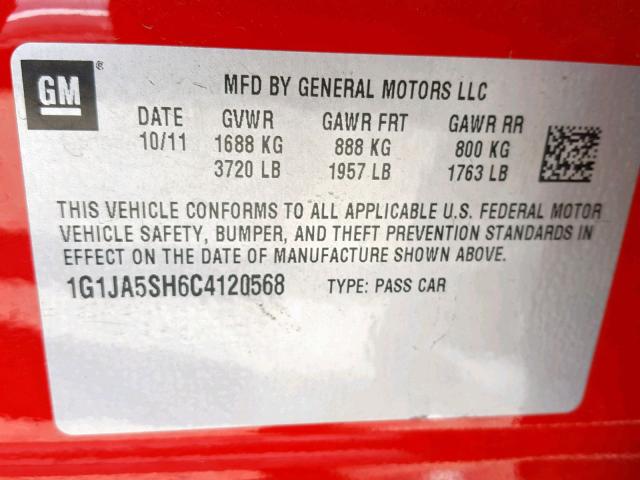 GM®
MFD BY GENERAL MOTORS LLC
DATE GVWR GAWR FRT GAWR RR
10/11 1688 KG 888 KG 800 KG
3720 LB 1957 LB 1763 LB
THIS VEHICLE CONFORMS TO ALL APPLICABLE U.S. FEDERAL MOTOR
VEHICLE SAFETY, BUMPER, AND THEFT PREVENTION STANDARDS IN
EFFECT ON THE DATE OF MANUFACTURE SHOWN ABOVE.
1G1JA5SH6C4120568 TYPE: PASS CAR